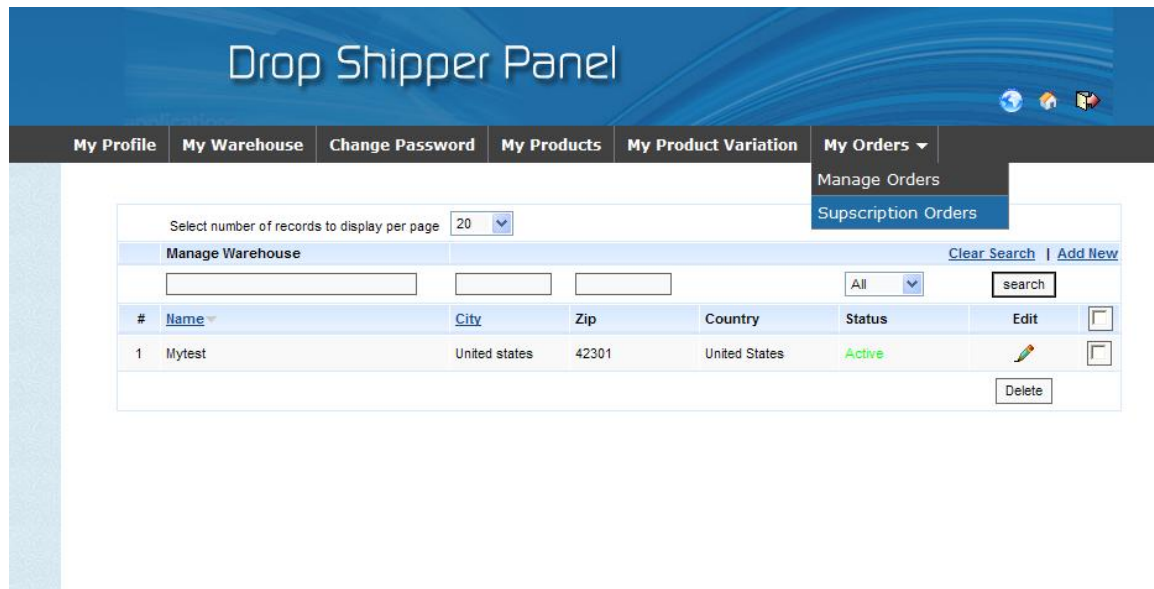 Drop Shipper Panel
applications
My Profile My Warehouse Change Password My Products My Product Variation My Orders
Manage Orders
Supscription Orders
Select number of records to display per page 20
Manage Warehouse Clear Search | Add New
All search
# Name City Zip Country Status Edit
1 Mytest United states 42301 United States Active
Delete